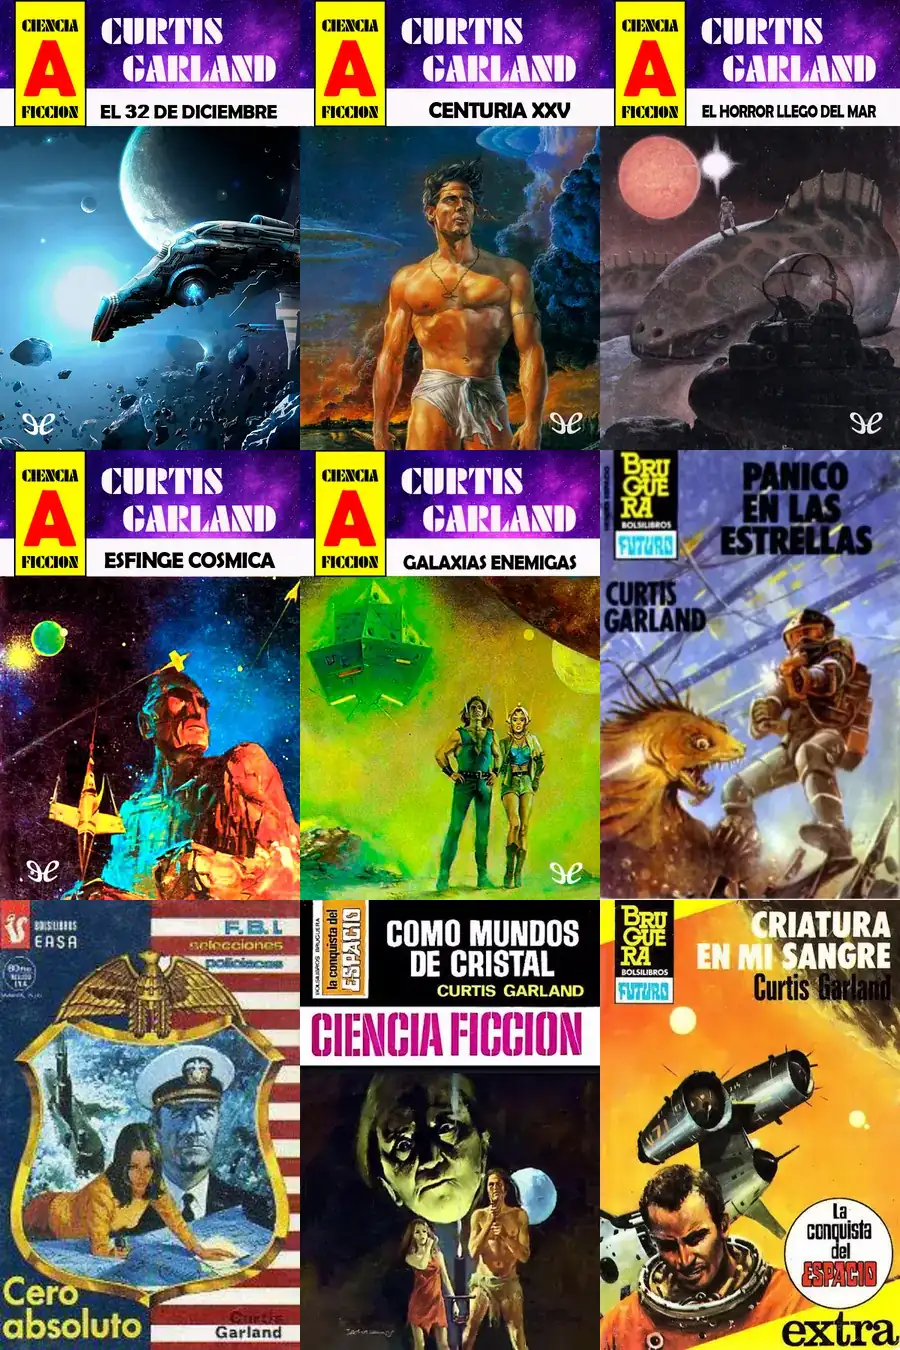 CIENCIA
A
FICCION
CURTIS
GARLAND
EL 32 DE DICIEMBRE
CIENCIA
A
FICCION
CURTIS
GARLAND
CENTURIA XXV
CIENCIA
A
FICCION
CURTIS
GARLAND
EL HORROR LLEGO DEL MAR
CIENCIA
A
FICCION
CURTIS
GARLAND
ESFINGE COSMICA
CIENCIA
A
FICCION
CURTIS
GARLAND
GALAXIAS ENEMIGAS
BRU
GUE
RA
BOLSILIBROS
FUTURO
PANICO
EN LAS
ESTRELLAS
CURTIS
GARLAND
BOLSILIBROS
EASA
F.B.I.
selecciones
policiacas
Cero
absoluto
Curtis
Garland
BOLSILIBROS BRUGUERA
la conquista del
ESPACIO
COMO MUNDOS
DE CRISTAL
CURTIS GARLAND
CIENCIA FICCION
BRU
GUE
RA
BOLSILIBROS
FUTURO
CRIATURA
EN MI SANGRE
Curtis Garland
La
conquista
del
ESPACIO
extra